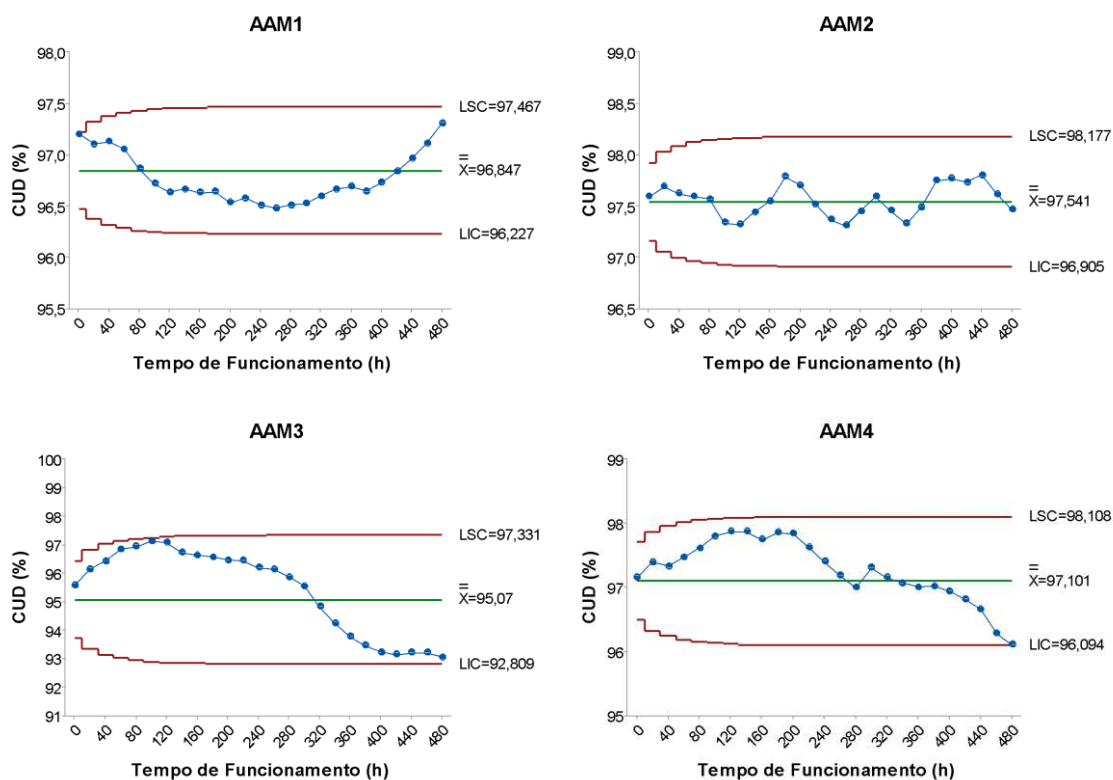 AAM1
98,0
97,5
97,0
96,5
96,0
95,5
CUD (%)
LSC=97,467
X=96,847
LIC=96,227
0 40 80 120 160 200 240 280 320 360 400 440 480
Tempo de Funcionamento (h)
AAM2
99,0
98,5
98,0
97,5
97,0
96,5
CUD (%)
LSC=98,177
X=97,541
LIC=96,905
0 40 80 120 160 200 240 280 320 360 400 440 480
Tempo de Funcionamento (h)
AAM3
100
99
98
97
96
95
94
93
92
91
CUD (%)
LSC=97,331
X=95,07
LIC=92,809
0 40 80 120 160 200 240 280 320 360 400 440 480
Tempo de Funcionamento (h)
AAM4
99
98
97
96
95
CUD (%)
LSC=98,108
X=97,101
LIC=96,094
0 40 80 120 160 200 240 280 320 360 400 440 480
Tempo de Funcionamento (h)